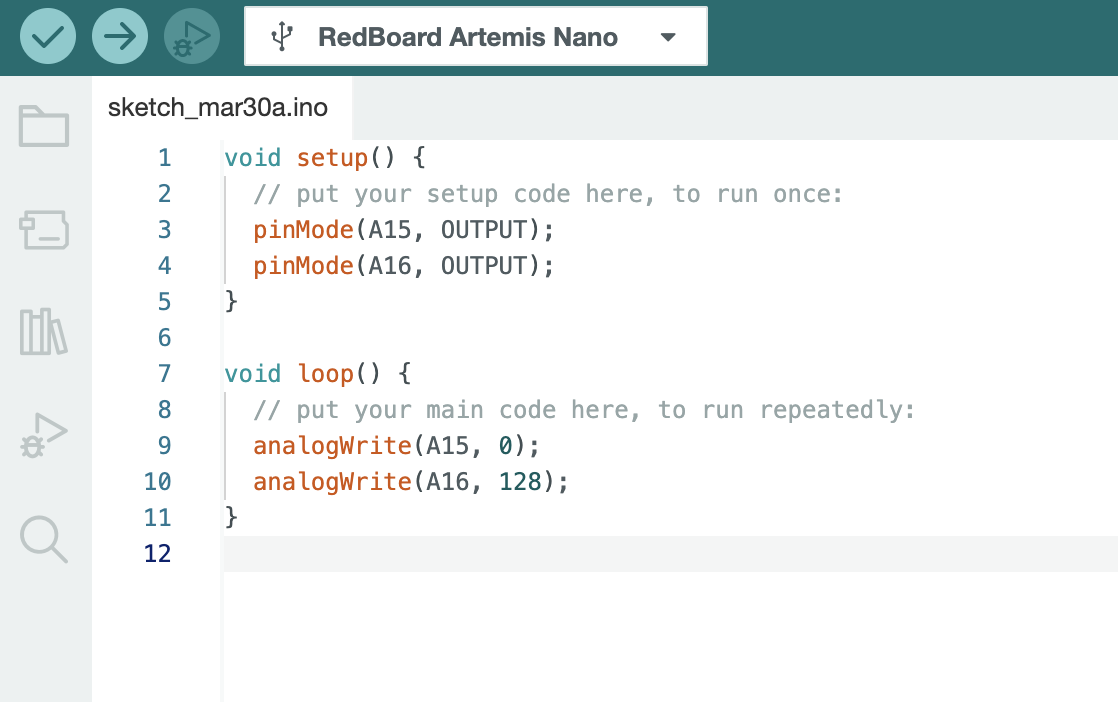 RedBoard Artemis Nano
sketch_mar30a.ino
1 void setup() {
2 // put your setup code here, to run once:
3 pinMode(A15, OUTPUT);
4 pinMode(A16, OUTPUT);
5 }
6
7 void loop() {
8 // put your main code here, to run repeatedly:
9 analogWrite(A15, 0);
10 analogWrite(A16, 128);
11 }
12